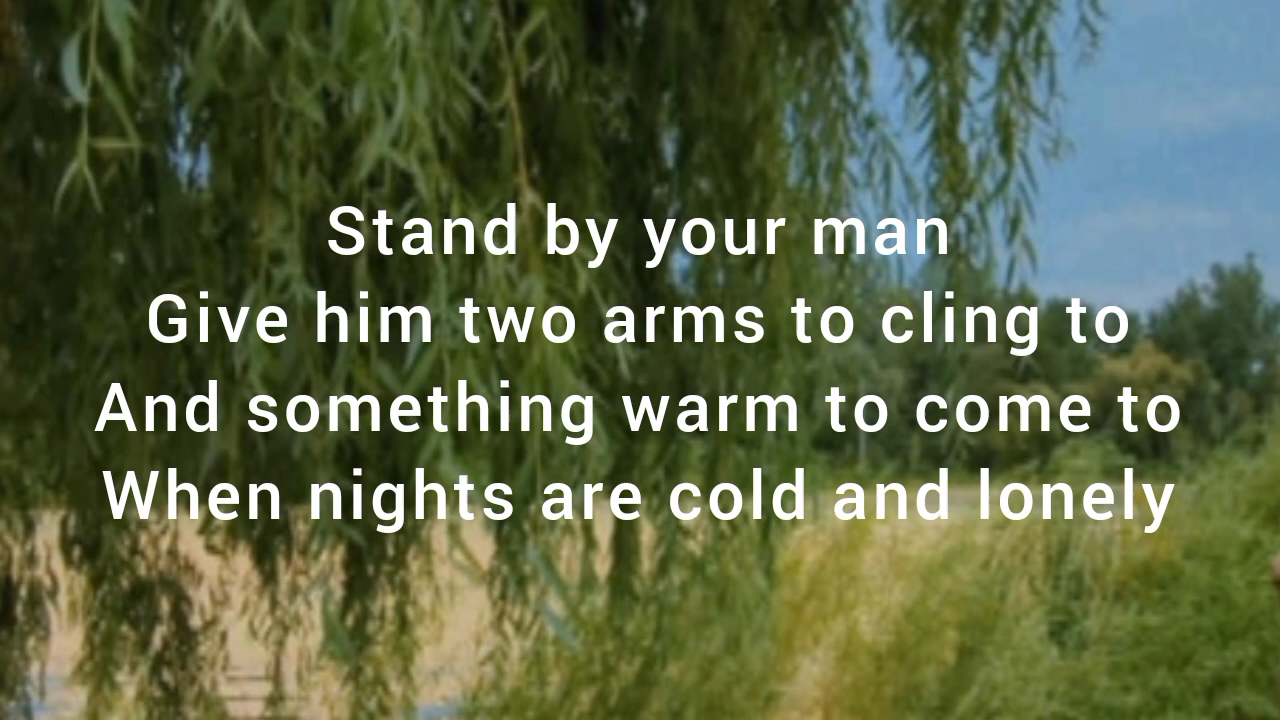 Stand by your man
Give him two arms to cling to
And something warm to come to
When nights are cold and lonely